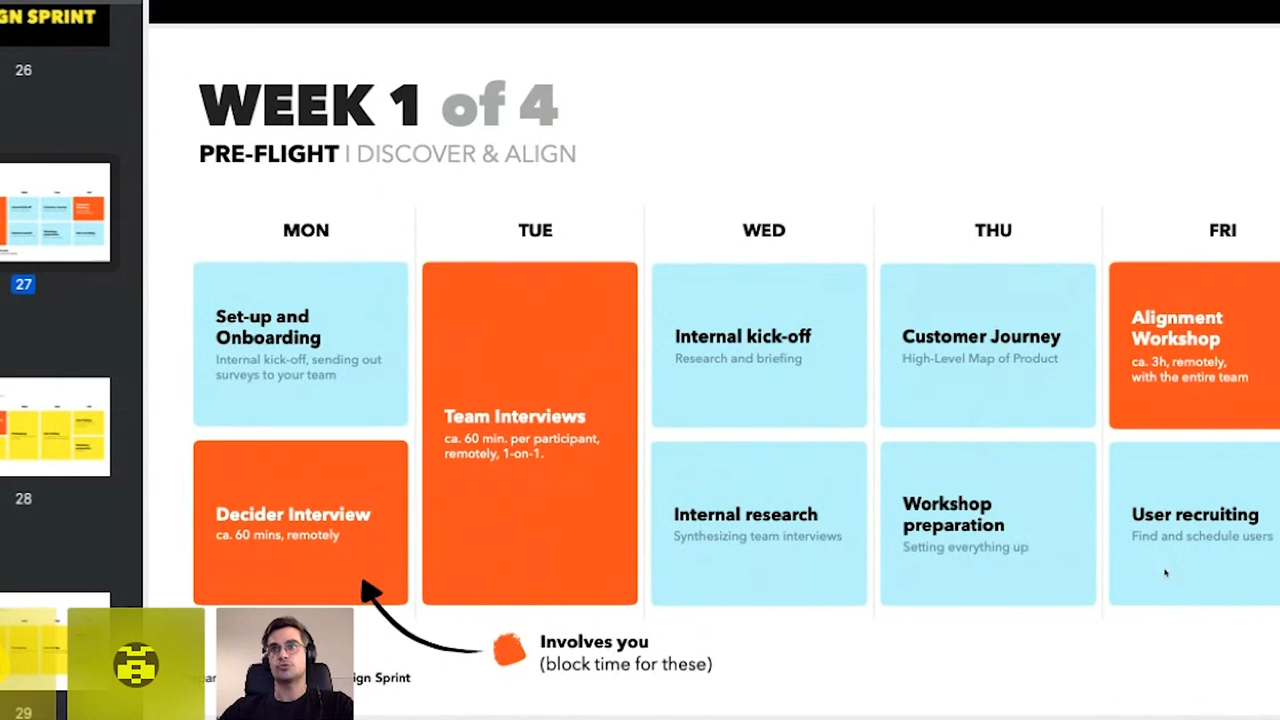 GN SPRINT
26
27
28
29
WEEK 1 of 4
PRE-FLIGHT | DISCOVER & ALIGN
MON
TUE
WED
THU
FRI
Set-up and
Onboarding
Internal kick-off, sending out
surveys to your team
Decider Interview
ca. 60 mins, remotely
Team Interviews
ca. 60 min. per participant,
remotely, 1-on-1.
Internal kick-off
Research and briefing
Internal research
Synthesizing team interviews
Customer Journey
High-Level Map of Product
Workshop
preparation
Setting everything up
Alignment
Workshop
ca. 3h, remotely,
with the entire team
User recruiting
Find and schedule users
Involves you
(block time for these)
ign Sprint